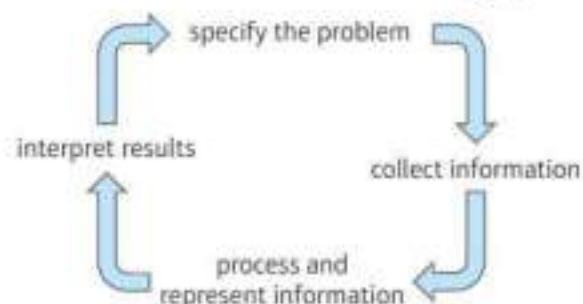 specify the problem
collect information
process and
represent information
interpret results